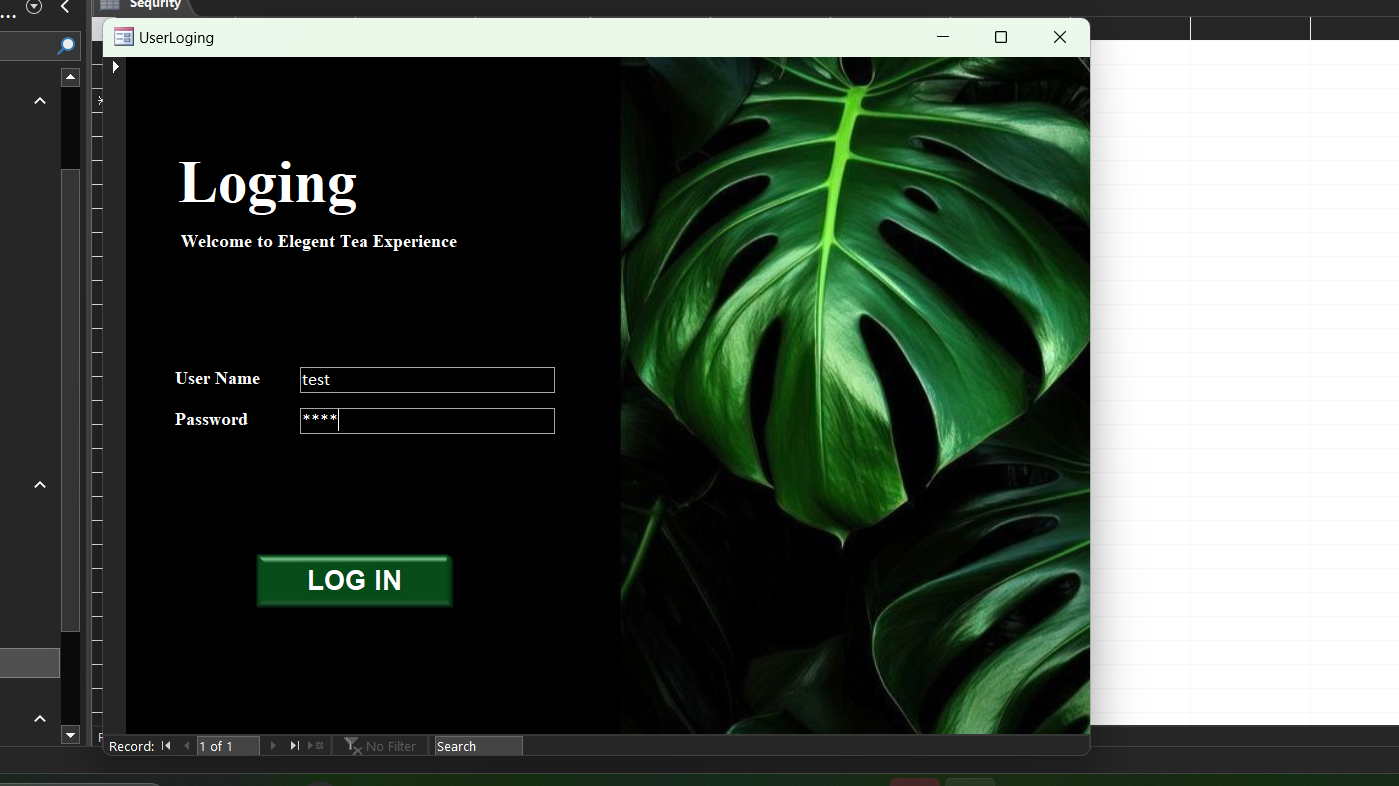 Sequrity
UserLoging
Loging
Welcome to Elegent Tea Experience
User Name
test
Password
****
LOG IN
Record:
1 of 1
No Filter
Search